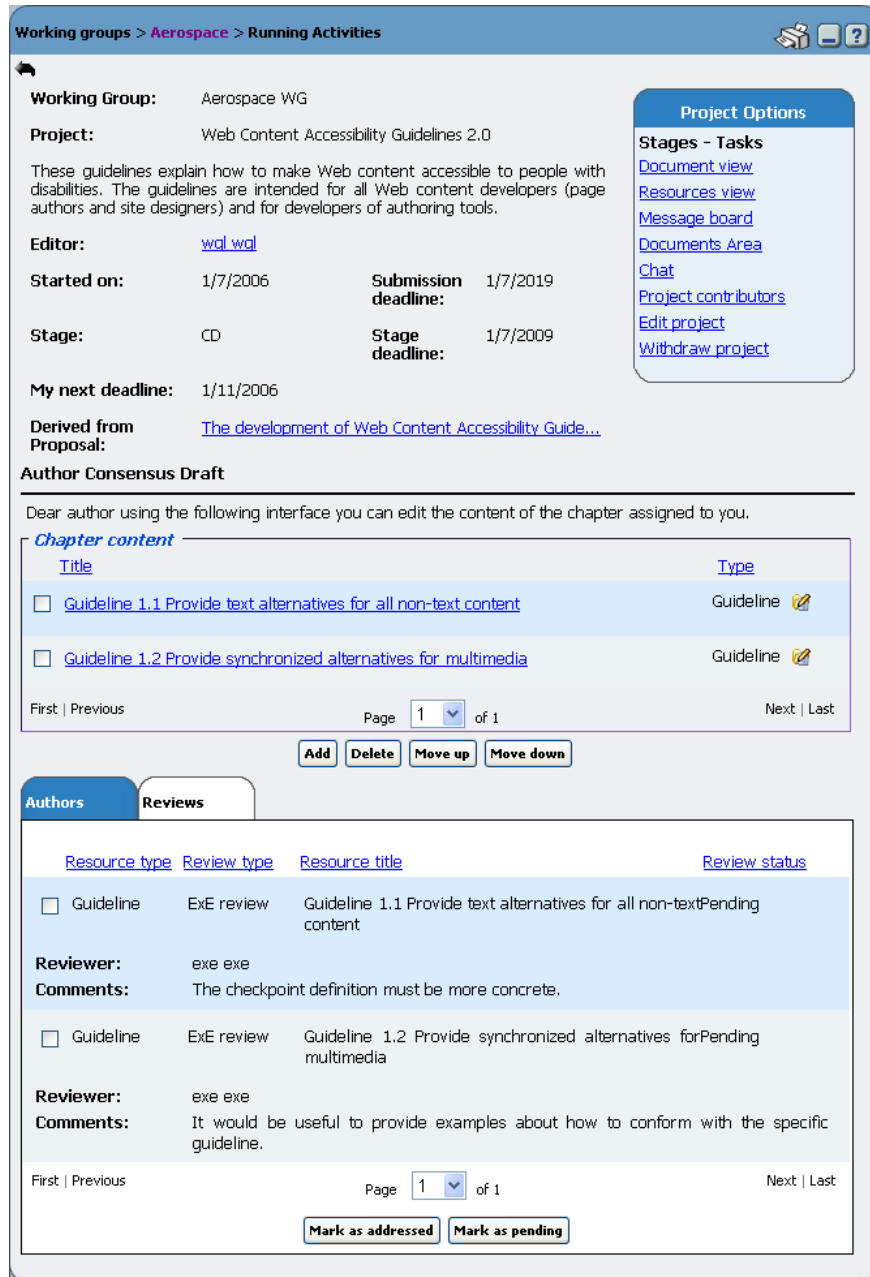 Working groups > Aerospace > Running Activities
?
Working Group: Aerospace WG
Project: Web Content Accessibility Guidelines 2.0
These guidelines explain how to make Web content accessible to people with
disabilities. The guidelines are intended for all Web content developers (page
authors and site designers) and for developers of authoring tools.
Editor: wgl wgl
Started on: 1/7/2006 Submission deadline: 1/7/2019
Stage: CD Stage deadline: 1/7/2009
My next deadline: 1/11/2006
Derived from Proposal: The development of Web Content Accessibility Guide...
Project Options
Stages - Tasks
Document view
Resources view
Message board
Documents Area
Chat
Project contributors
Edit project
Withdraw project
Author Consensus Draft
Dear author using the following interface you can edit the content of the chapter assigned to you.
Chapter content
Title Type
Guideline 1.1 Provide text alternatives for all non-text content Guideline
Guideline 1.2 Provide synchronized alternatives for multimedia Guideline
First | Previous Page 1 of 1 Next | Last
Add Delete Move up Move down
Authors Reviews
Resource type Review type Resource title Review status
Guideline ExE review Guideline 1.1 Provide text alternatives for all non-text Pending
content
Reviewer: exe exe
Comments: The checkpoint definition must be more concrete.
Guideline ExE review Guideline 1.2 Provide synchronized alternatives for Pending
multimedia
Reviewer: exe exe
Comments: It would be useful to provide examples about how to conform with the specific
guideline.
First | Previous Page 1 of 1 Next | Last
Mark as addressed Mark as pending